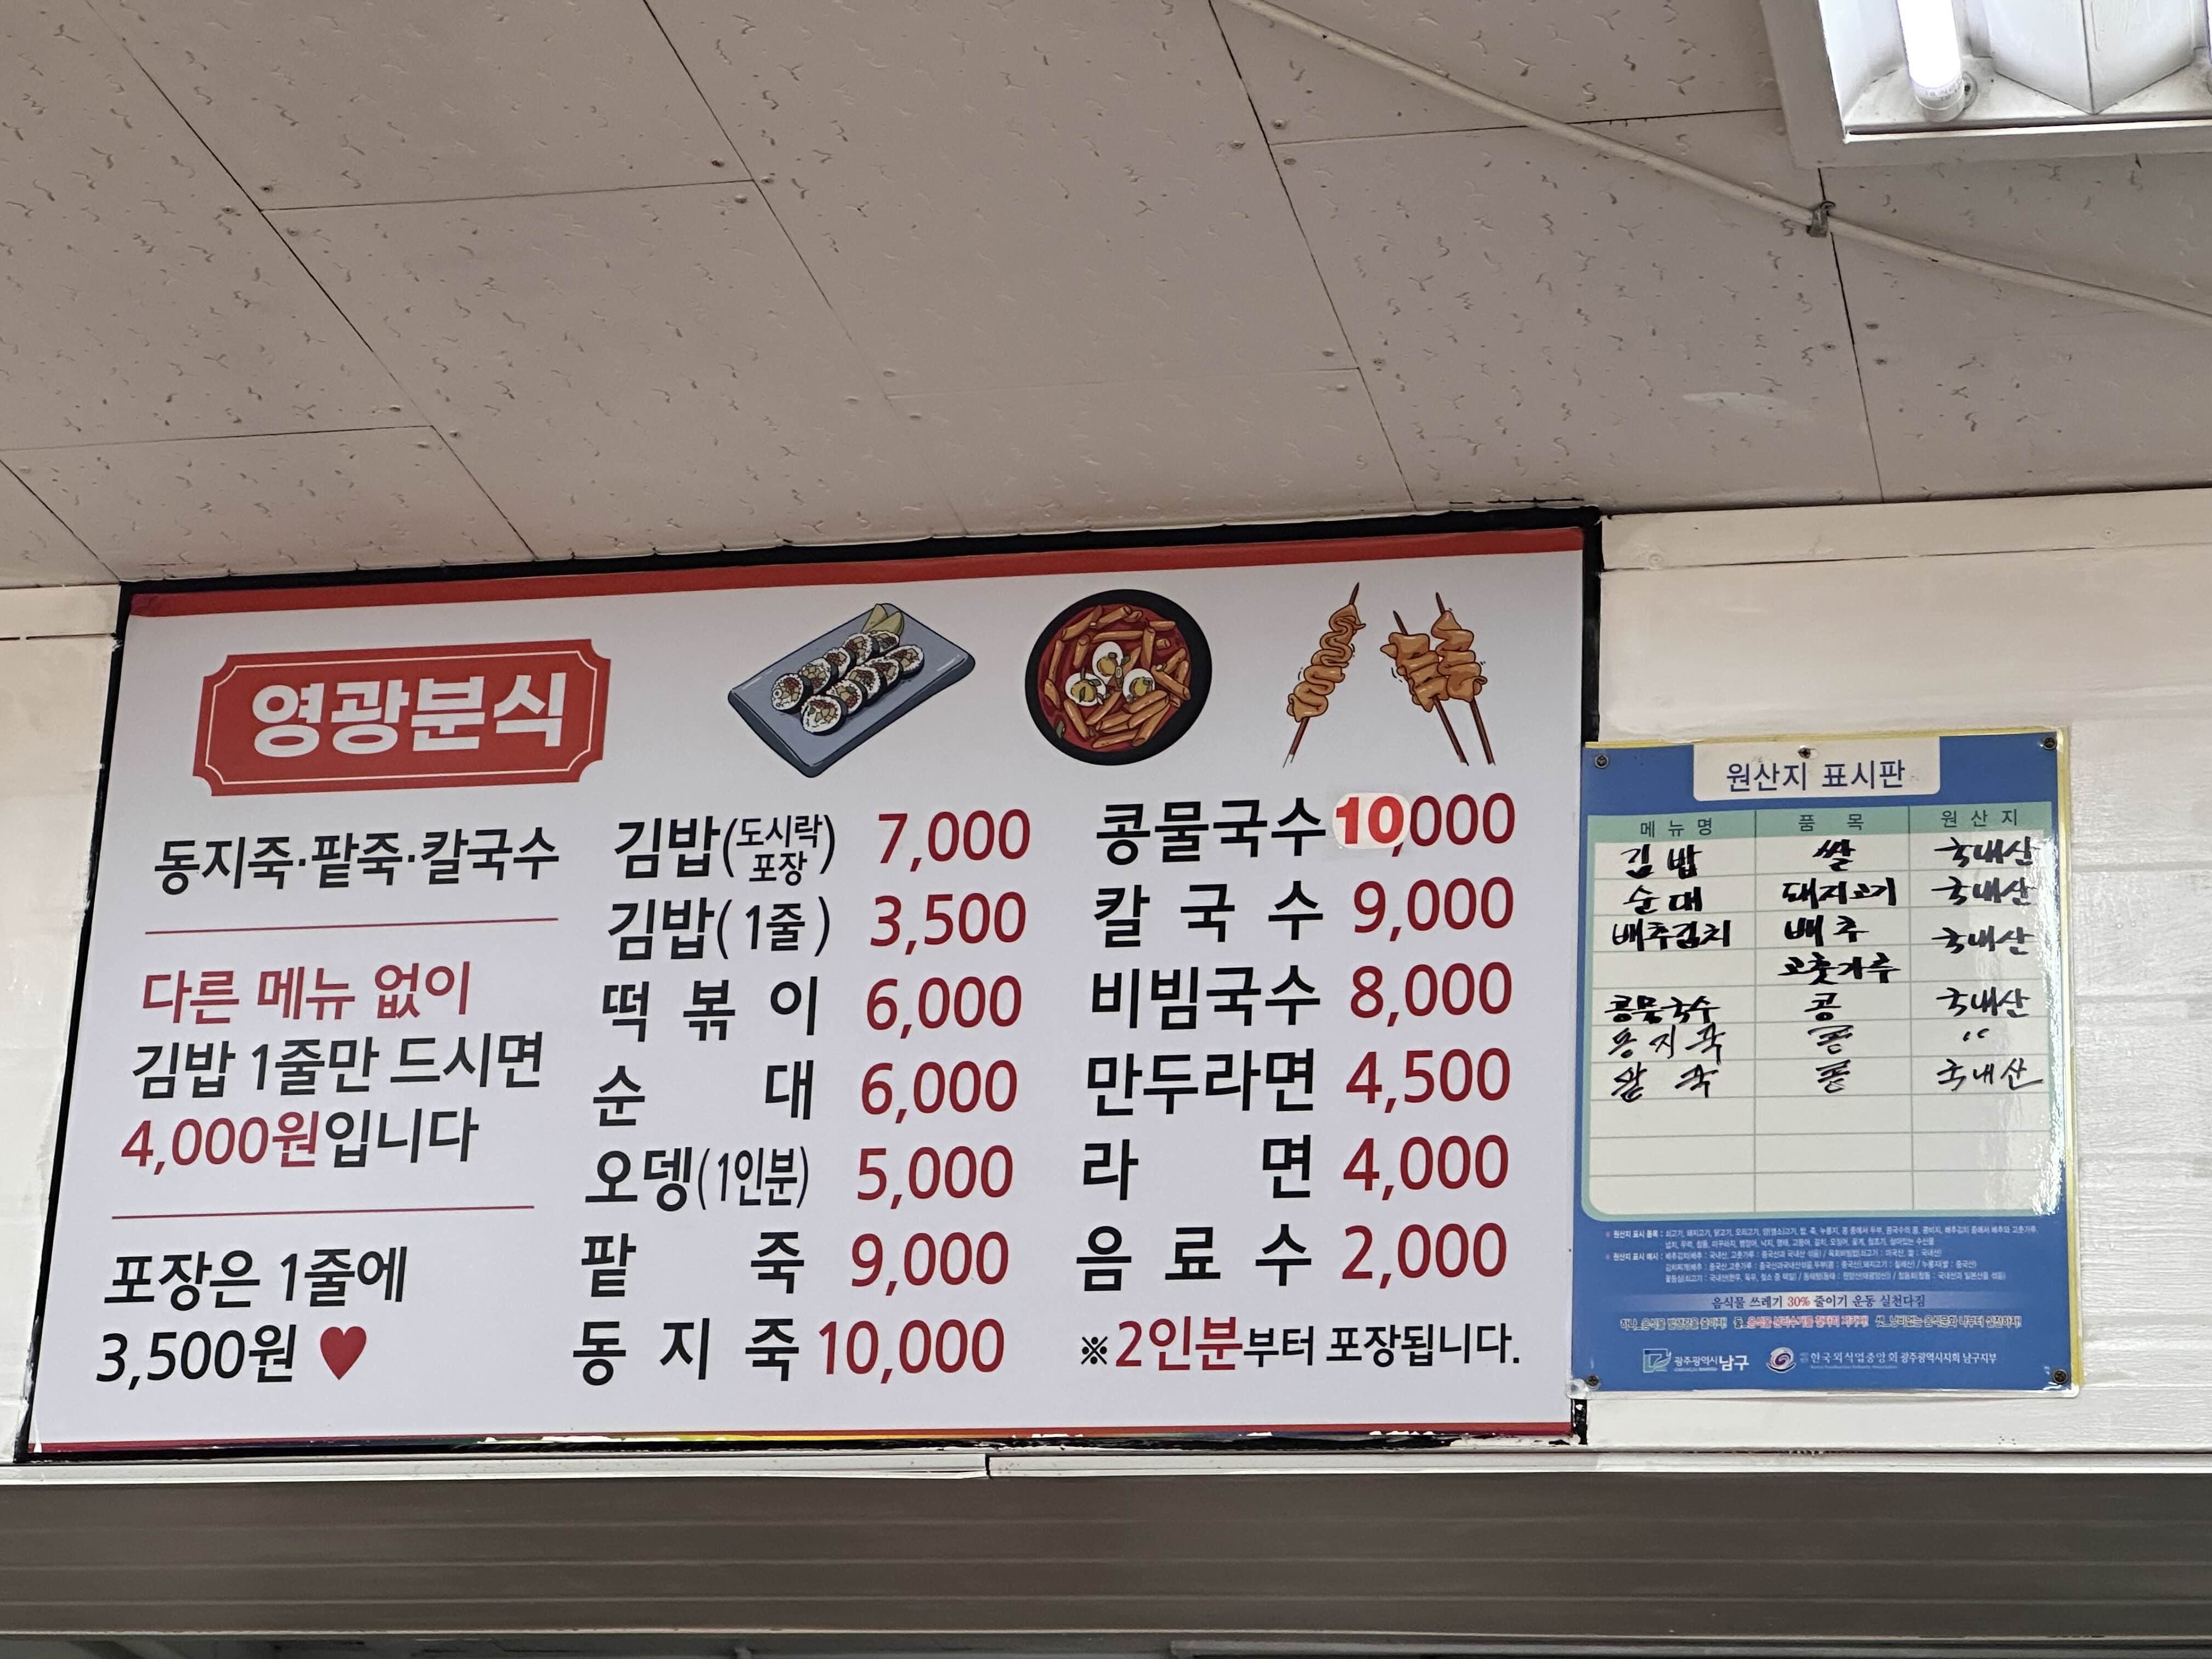 영광분식
동지죽·팥죽·칼국수
다른 메뉴 없이
김밥 1줄만 드시면
4,000원입니다
포장은 1줄에
3,500원 ♥
김밥(도시락 포장) 7,000
김밥(1줄) 3,500
떡볶이 6,000
순대 6,000
오뎅(1인분) 5,000
팥죽 9,000
동지죽 10,000
콩물국수 10,000
칼국수 9,000
비빔국수 8,000
만두라면 4,500
라면 4,000
음료수 2,000
※2인분부터 포장됩니다.
원산지 표시판
메뉴명 품목 원산지
김밥 쌀 국내산
순대 돼지고기 국내산
배추김치 배추 국내산
고춧가루
콩물국수 콩 국내산
동지죽 "
팥죽 국내산
음식물 쓰레기 30% 줄이기 운동 실천다짐
광주광역시남구
한국외식업중앙회 광주광역시지회 남구지부